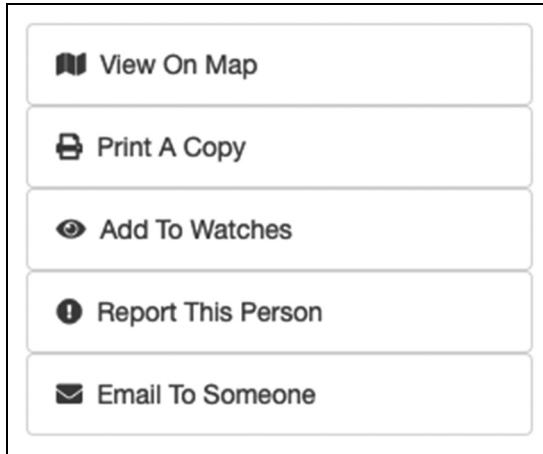 View On Map
Print A Copy
Add To Watches
Report This Person
Email To Someone